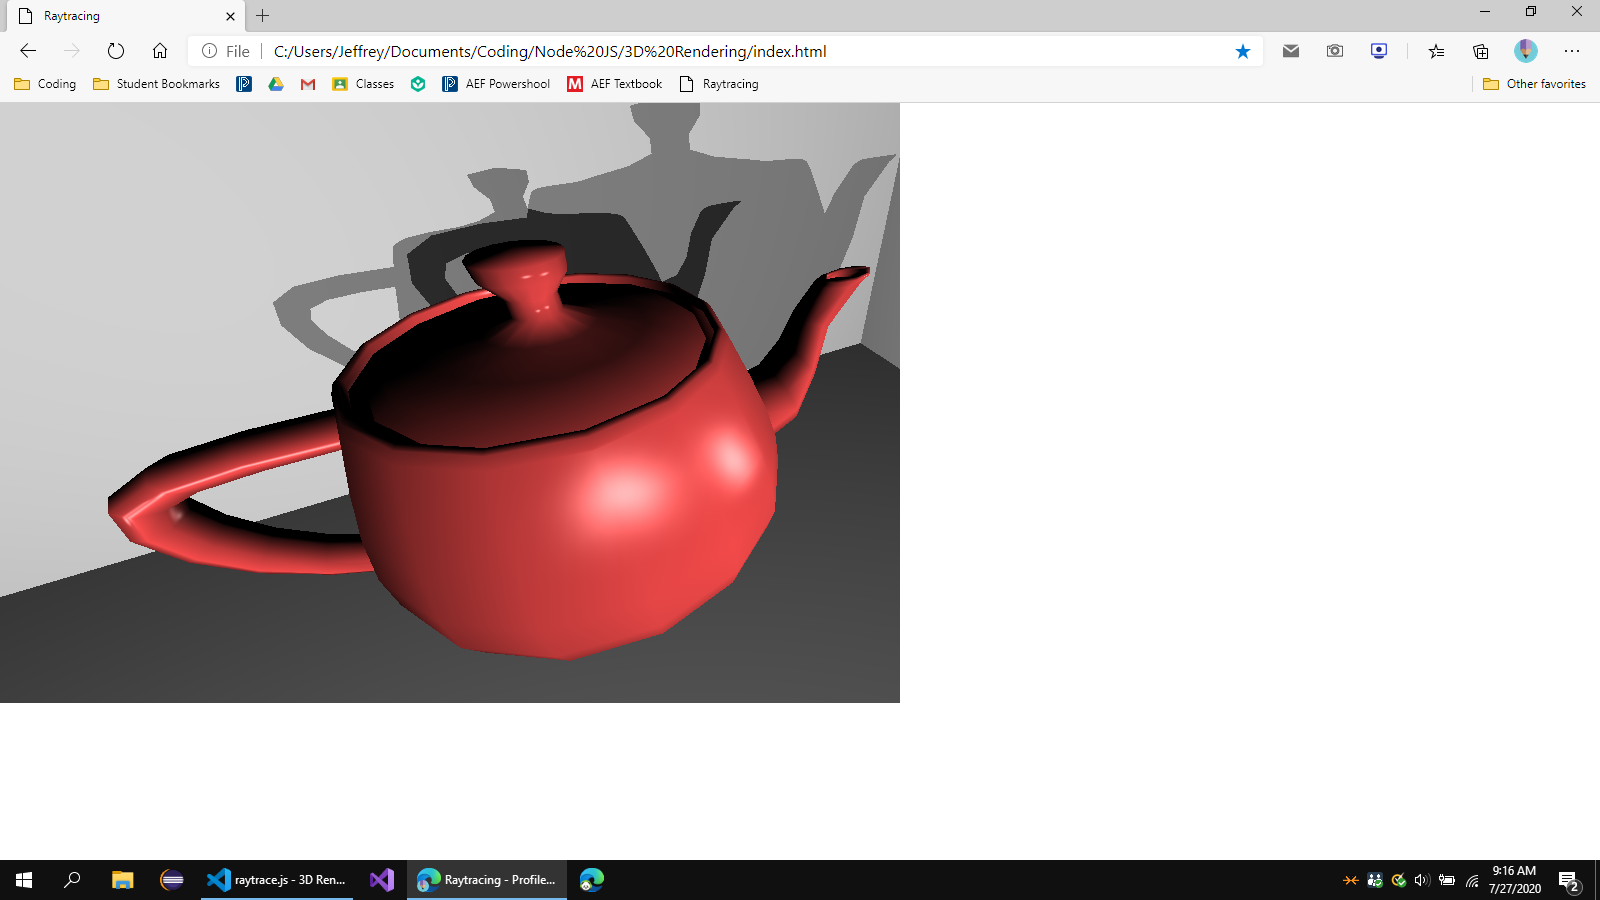 Raytracing
File C:/Users/Jeffrey/Documents/Coding/Node%20JS/3D%20Rendering/index.html
Coding Student Bookmarks Classes AEF Powershool M AEF Textbook Raytracing Other favorites
raytrace.js - 3D Ren... Raytracing - Profile...
9:16 AM
7/27/2020
2